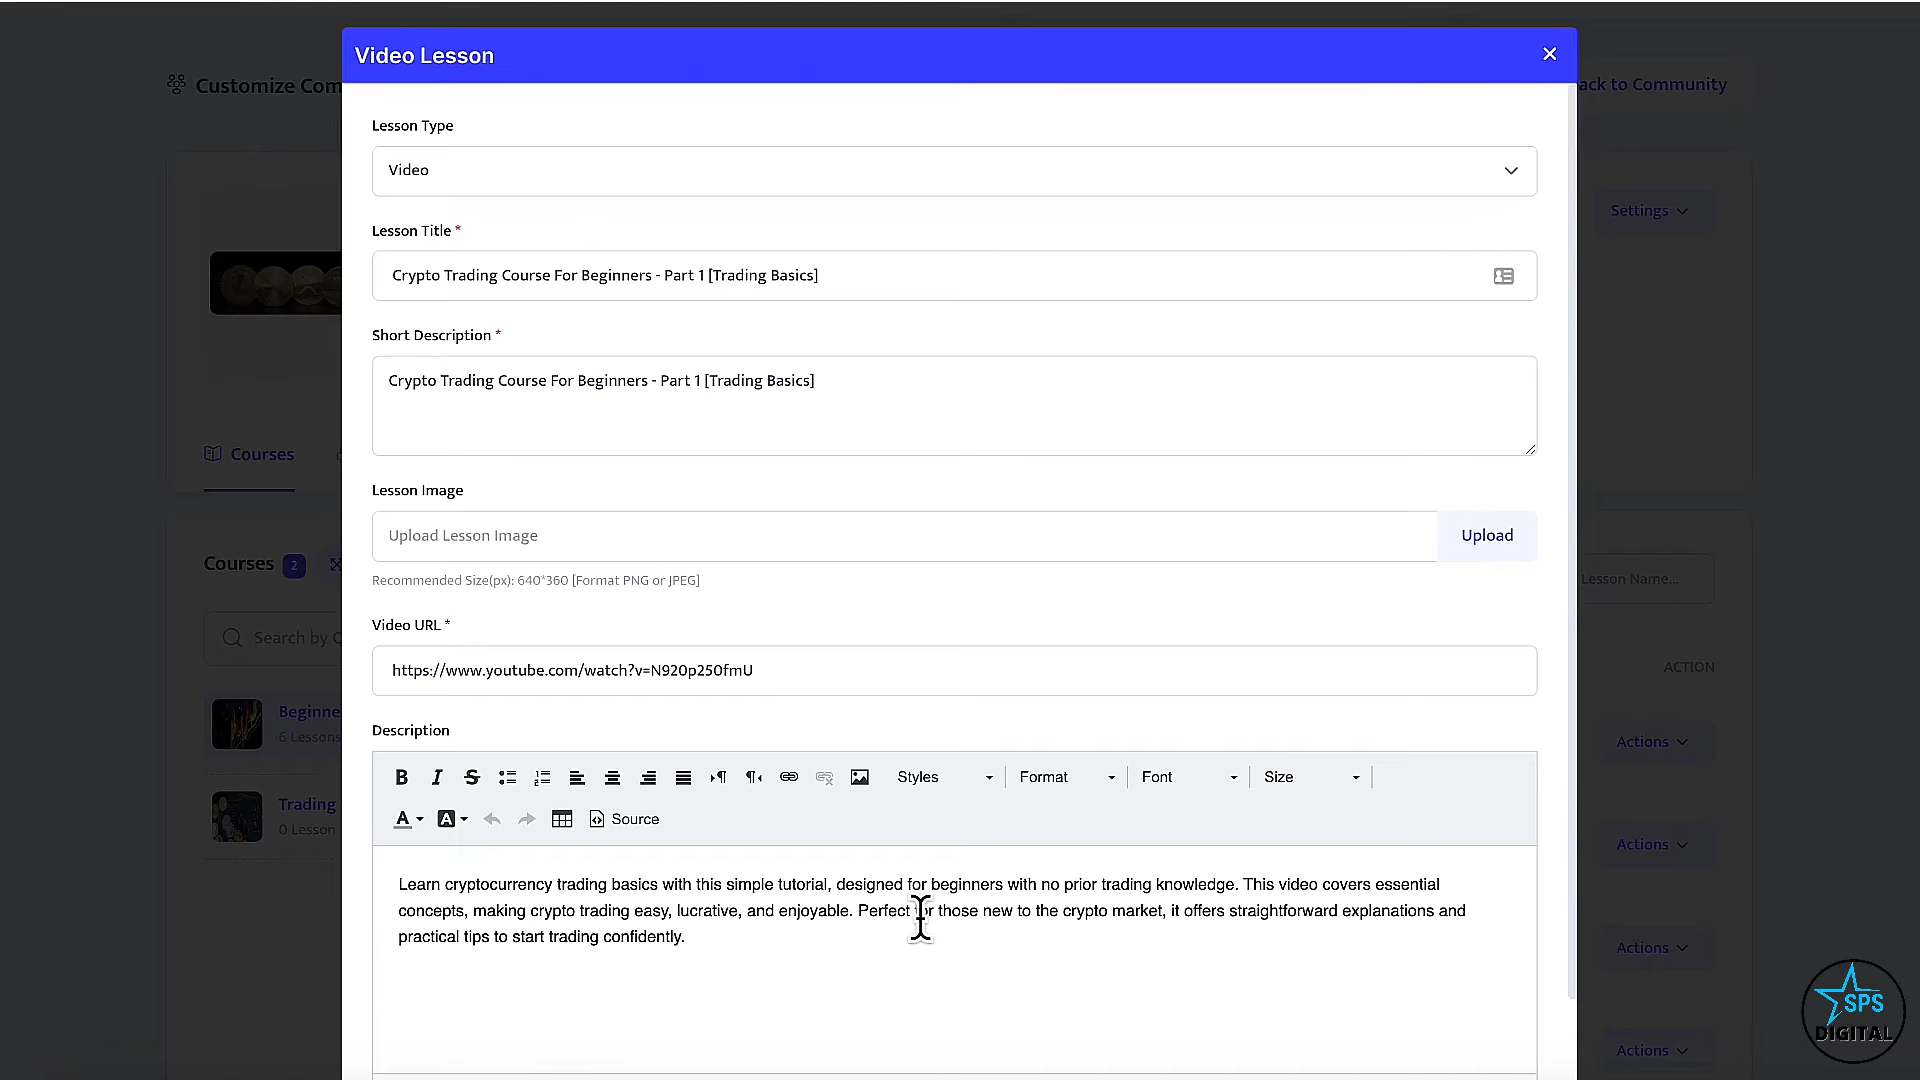 Video Lesson
Customize Com
ack to Community
Lesson Type
Video
Settings
Lesson Title *
Crypto Trading Course For Beginners - Part 1 [Trading Basics]
Short Description *
Crypto Trading Course For Beginners - Part 1 [Trading Basics]
Courses
Lesson Image
Upload Lesson Image
Upload
Recommended Size(px): 640*360 [Format PNG or JPEG]
Courses 2
Lesson Name...
Video URL *
Search by C
https://www.youtube.com/watch?v=N920p250fmU
ACTION
Beginne
6 Lessons
Description
Actions
B I S Styles Format Font Size
Trading
0 Lesson
A A Source
Actions
Learn cryptocurrency trading basics with this simple tutorial, designed for beginners with no prior trading knowledge. This video covers essential
concepts, making crypto trading easy, lucrative, and enjoyable. Perfect for those new to the crypto market, it offers straightforward explanations and
practical tips to start trading confidently.
Actions
SPS
DIGITAL
Actions